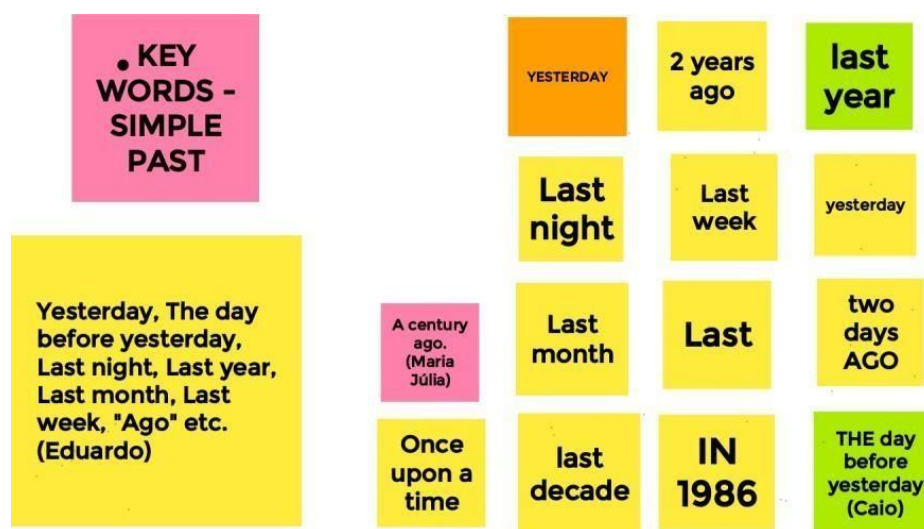 • KEY
WORDS -
SIMPLE
PAST
YESTERDAY
2 years
ago
last
year
Last
night
Last
week
yesterday
Yesterday, The day
before yesterday,
Last night, Last year,
Last month, Last
week, "Ago" etc.
(Eduardo)
A century
ago.
(Maria
Júlia)
Last
month
Last
two
days
AGO
Once
upon a
time
last
decade
IN
1986
THE day
before
yesterday
(Caio)